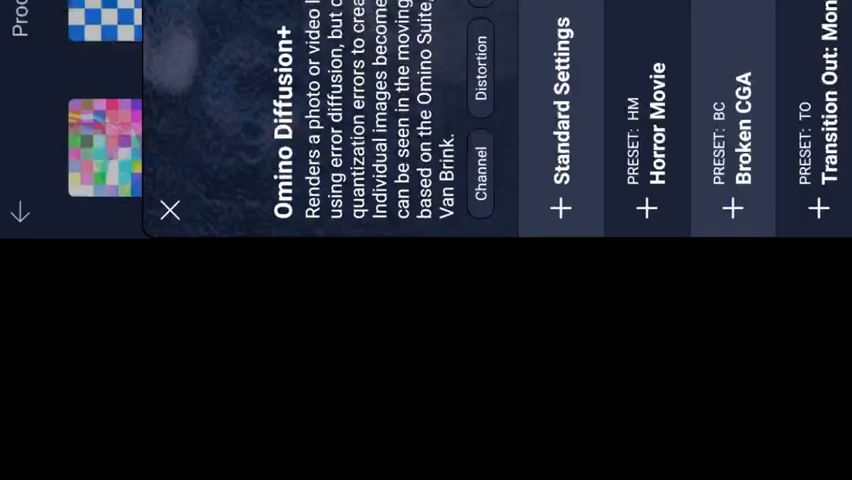 Omino Diffusion+
Renders a photo or video
using error diffusion, but
quantization errors to
Individual images become
can be seen in the moving
based on the Omino Suite,
Van Brink.
Channel
Distortion
Standard Settings
PRESET: HM
Horror Movie
PRESET: BC
Broken CGA
PRESET: TO
Transition Out: